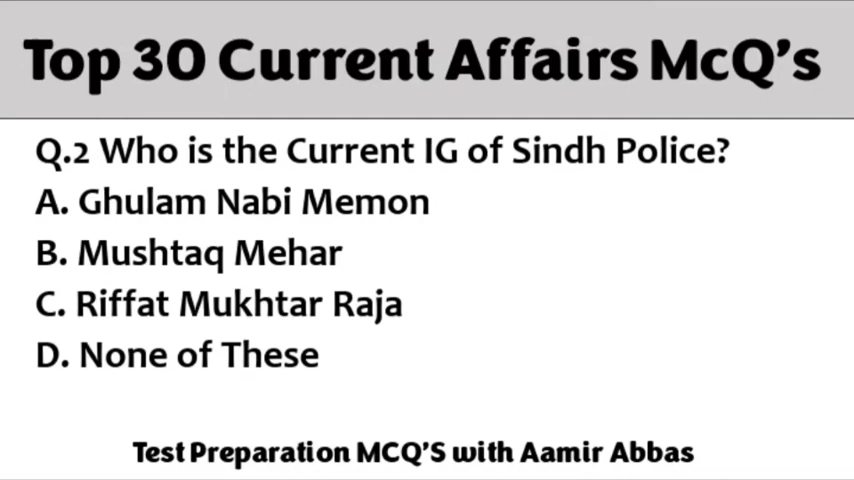 Top 30 Current Affairs McQ's
Q.2 Who is the Current IG of Sindh Police?
A. Ghulam Nabi Memon
B. Mushtaq Mehar
C. Riffat Mukhtar Raja
D. None of These
Test Preparation MCQ'S with Aamir Abbas